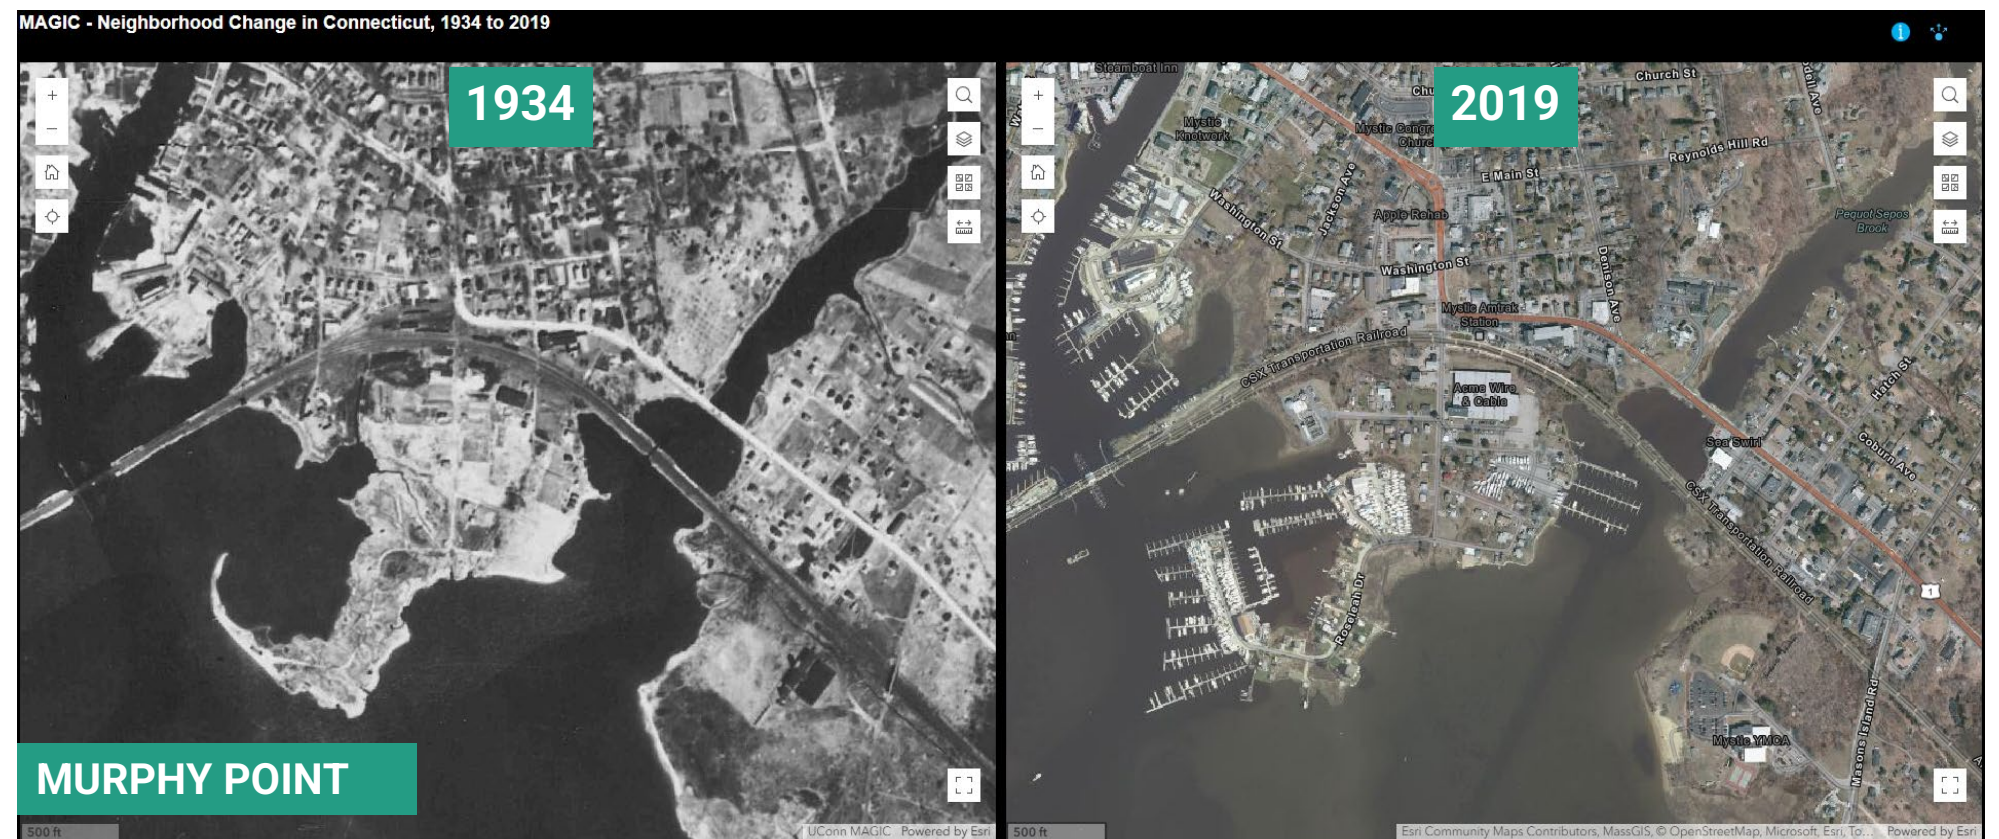 MAGIC - Neighborhood Change in Connecticut, 1934 to 2019
1934
MURPHY POINT
500 ft
UConn MAGIC Powered by Esri
2019
Steamboat Inn
Church St
Mystic Knotwork
Mystic
Reynolds Hill Rd
E Main St
Jackson Ave
Washington St
Apple Rehab
Pequot Sepos Brook
Washington St
Denison Ave
Mystic Amtrak Station
CSX Transportation Railroad
Hatch St
Acme Wire & Cable
Sea Swirl
Coburn Ave
CSX Transportation Railroad
Roseleah Dr
1
Masons Island Rd
Mystic YMCA
500 ft
Esri Community Maps Contributors, MassGIS, © OpenStreetMap, Microsoft, Esri, To... Powered by Esri